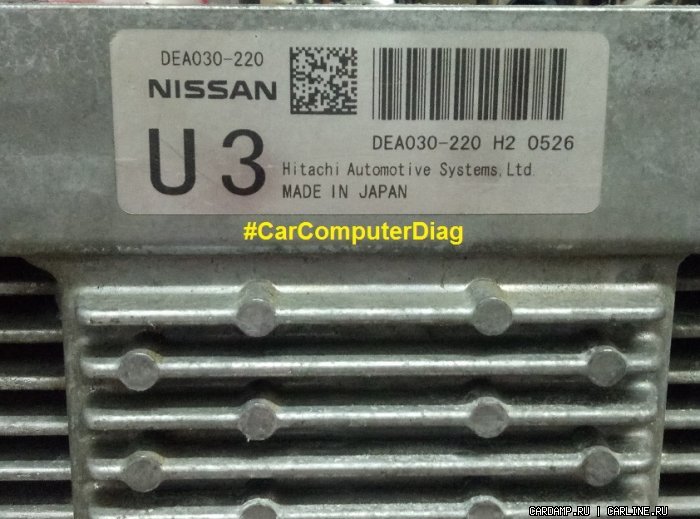 DEA030-220
NISSAN
U3
DEA030-220 H2 0526
Hitachi Automotive Systems,Ltd.
MADE IN JAPAN
#CarComputerDiag
CARDAMP.RU | CARLINE.RU